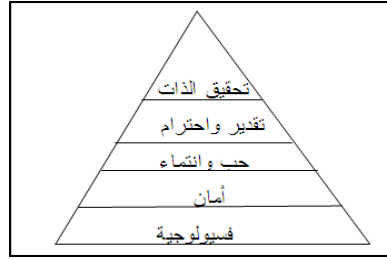 تحقيق الذات
تقدير واحترام
حب وانتماء
أمان
فسيولوجية